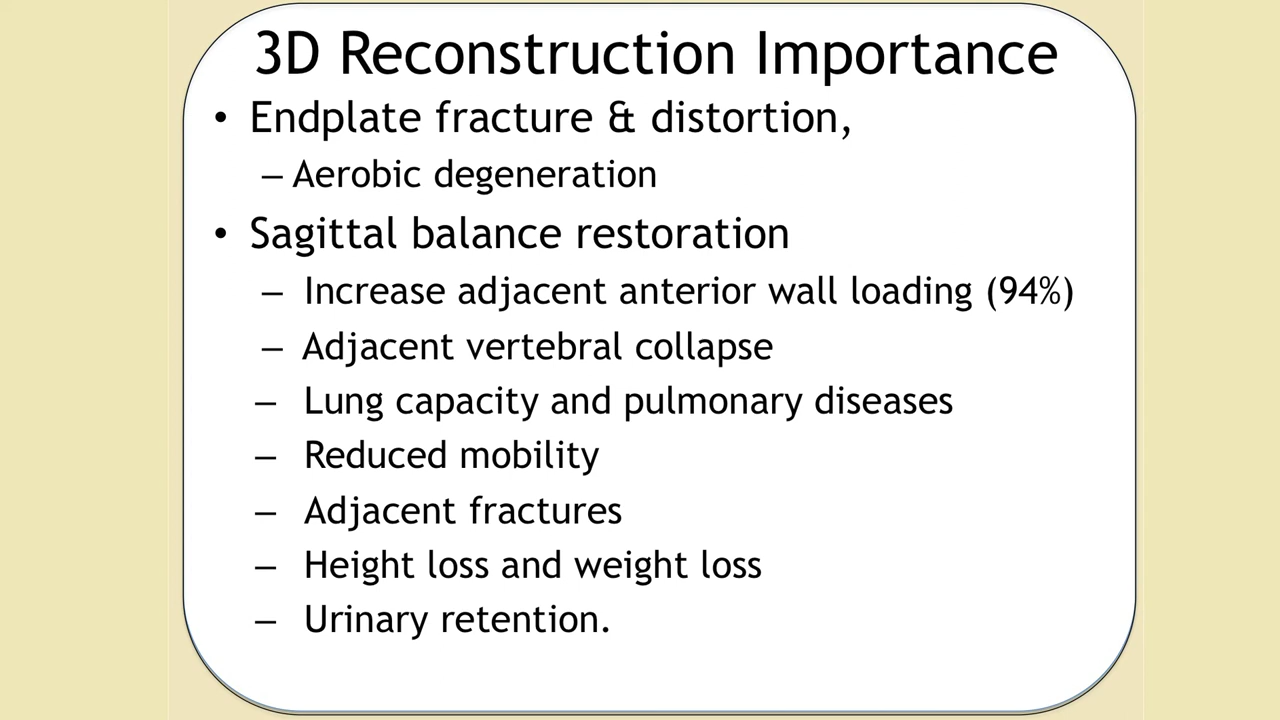 3D Reconstruction Importance
• Endplate fracture & distortion,
– Aerobic degeneration
• Sagittal balance restoration
– Increase adjacent anterior wall loading (94%)
– Adjacent vertebral collapse
– Lung capacity and pulmonary diseases
– Reduced mobility
– Adjacent fractures
– Height loss and weight loss
– Urinary retention.